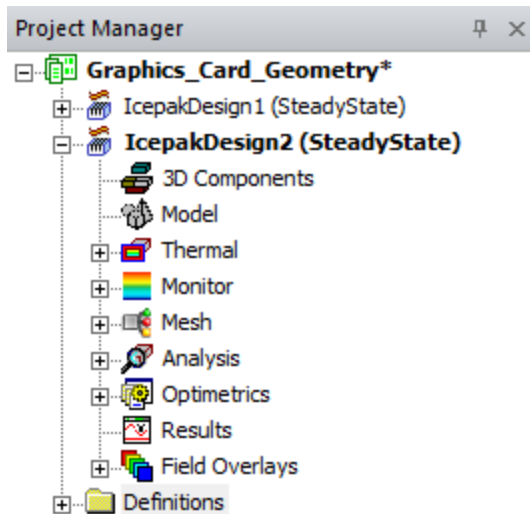 Project Manager
Graphics_Card_Geometry*
IcepakDesign1 (SteadyState)
IcepakDesign2 (SteadyState)
3D Components
Model
Thermal
Monitor
Mesh
Analysis
Optimetrics
Results
Field Overlays
Definitions